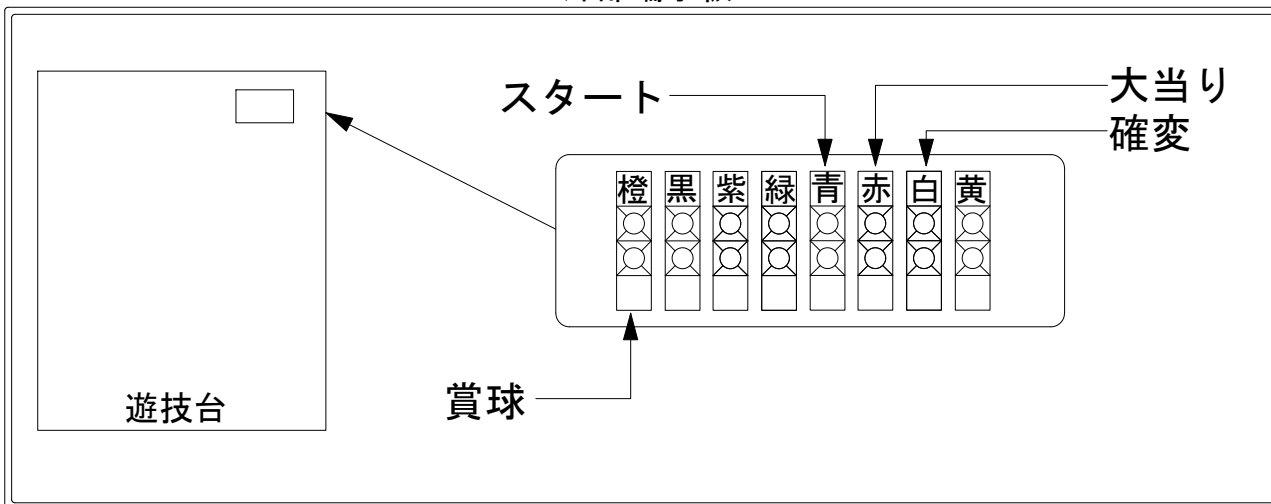 スタート
大当り
確変
橙 黒 紫 緑 青 赤 白 黄
賞球
遊技台